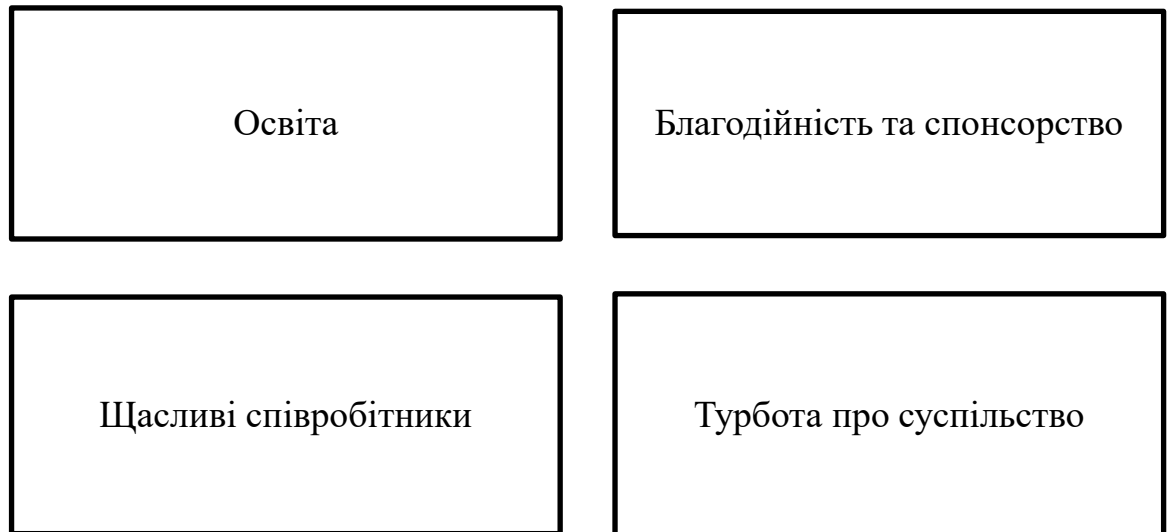 Освіта
Благодійність та спонсорство
Щасливі співробітники
Турбота про суспільство